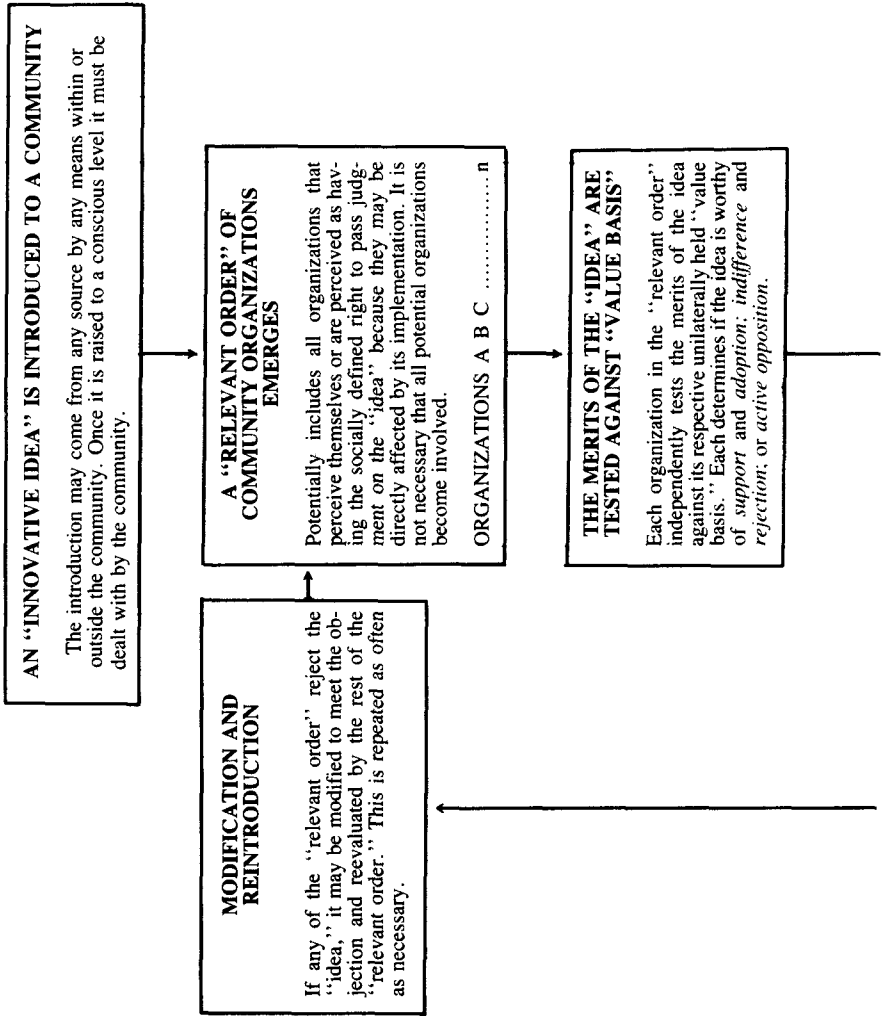 AN “INNOVATIVE IDEA” IS INTRODUCED TO A COMMUNITY
The introduction may come from any source by any means within or
outside the community. Once it is raised to a conscious level it must be
dealt with by the community.
MODIFICATION AND
REINTRODUCTION
If any of the ‘‘relevant order’’ reject the
‘‘idea,’’ it may be modified to meet the ob-
jection and reevaluated by the rest of the
‘‘relevant order.’’ This is repeated as often
as necessary.
A “RELEVANT ORDER” OF
COMMUNITY ORGANIZATIONS
EMERGES
Potentially includes all organizations that
perceive themselves or are perceived as hav-
ing the socially defined right to pass judg-
ment on the ‘‘idea’’ because they may be
directly affected by its implementation. It is
not necessary that all potential organizations
become involved.
ORGANIZATIONS A B C ................. n
THE MERITS OF THE “IDEA” ARE
TESTED AGAINST “VALUE BASIS”
Each organization in the ‘‘relevant order’’
independently tests the merits of the idea
against its respective unilaterally held ‘‘value
basis.’’ Each determines if the idea is worthy
of support and adoption; indifference and
rejection; or active opposition.